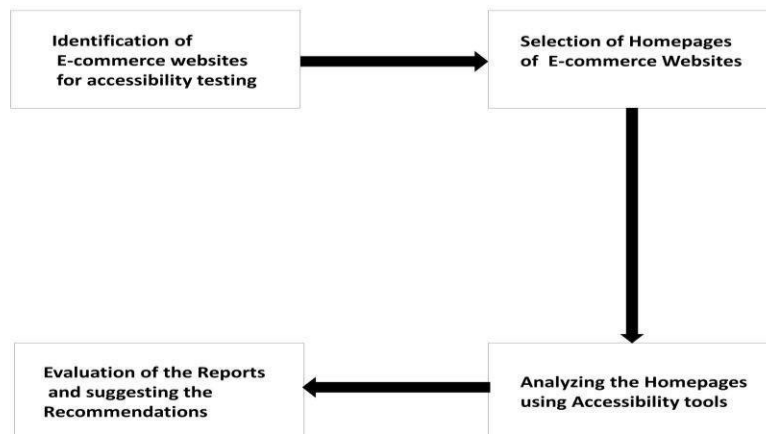 Identification of
E-commerce websites
for accessibility testing
Selection of Homepages
of E-commerce Websites
Analyzing the Homepages
using Accessibility tools
Evaluation of the Reports
and suggesting the
Recommendations